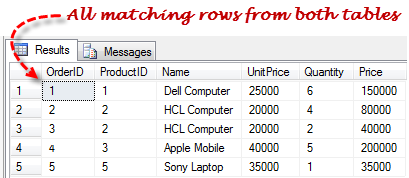 All matching rows from both tables
Results Messages
OrderID ProductID Name UnitPrice Quantity Price
1 1 1 Dell Computer 25000 6 150000
2 2 2 HCL Computer 20000 4 80000
3 3 2 HCL Computer 20000 2 40000
4 4 3 Apple Mobile 40000 5 200000
5 5 5 Sony Laptop 35000 1 35000